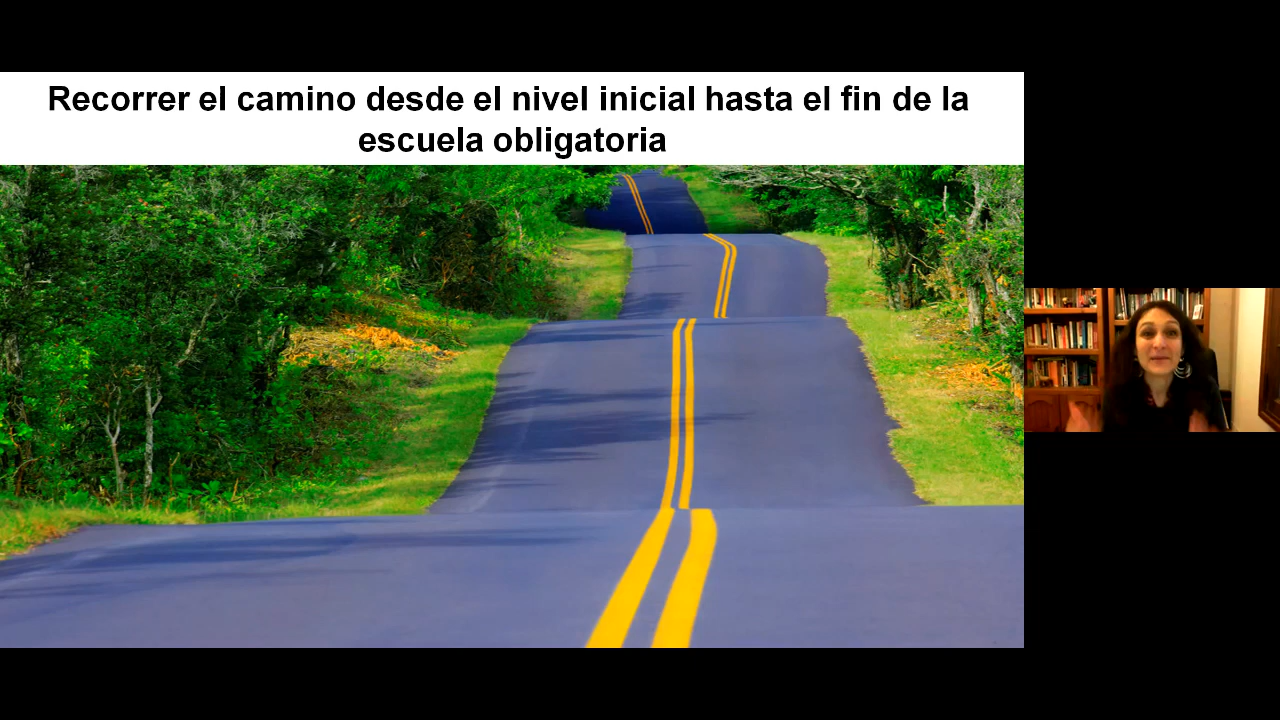 Recorrer el camino desde el nivel inicial hasta el fin de la
escuela obligatoria